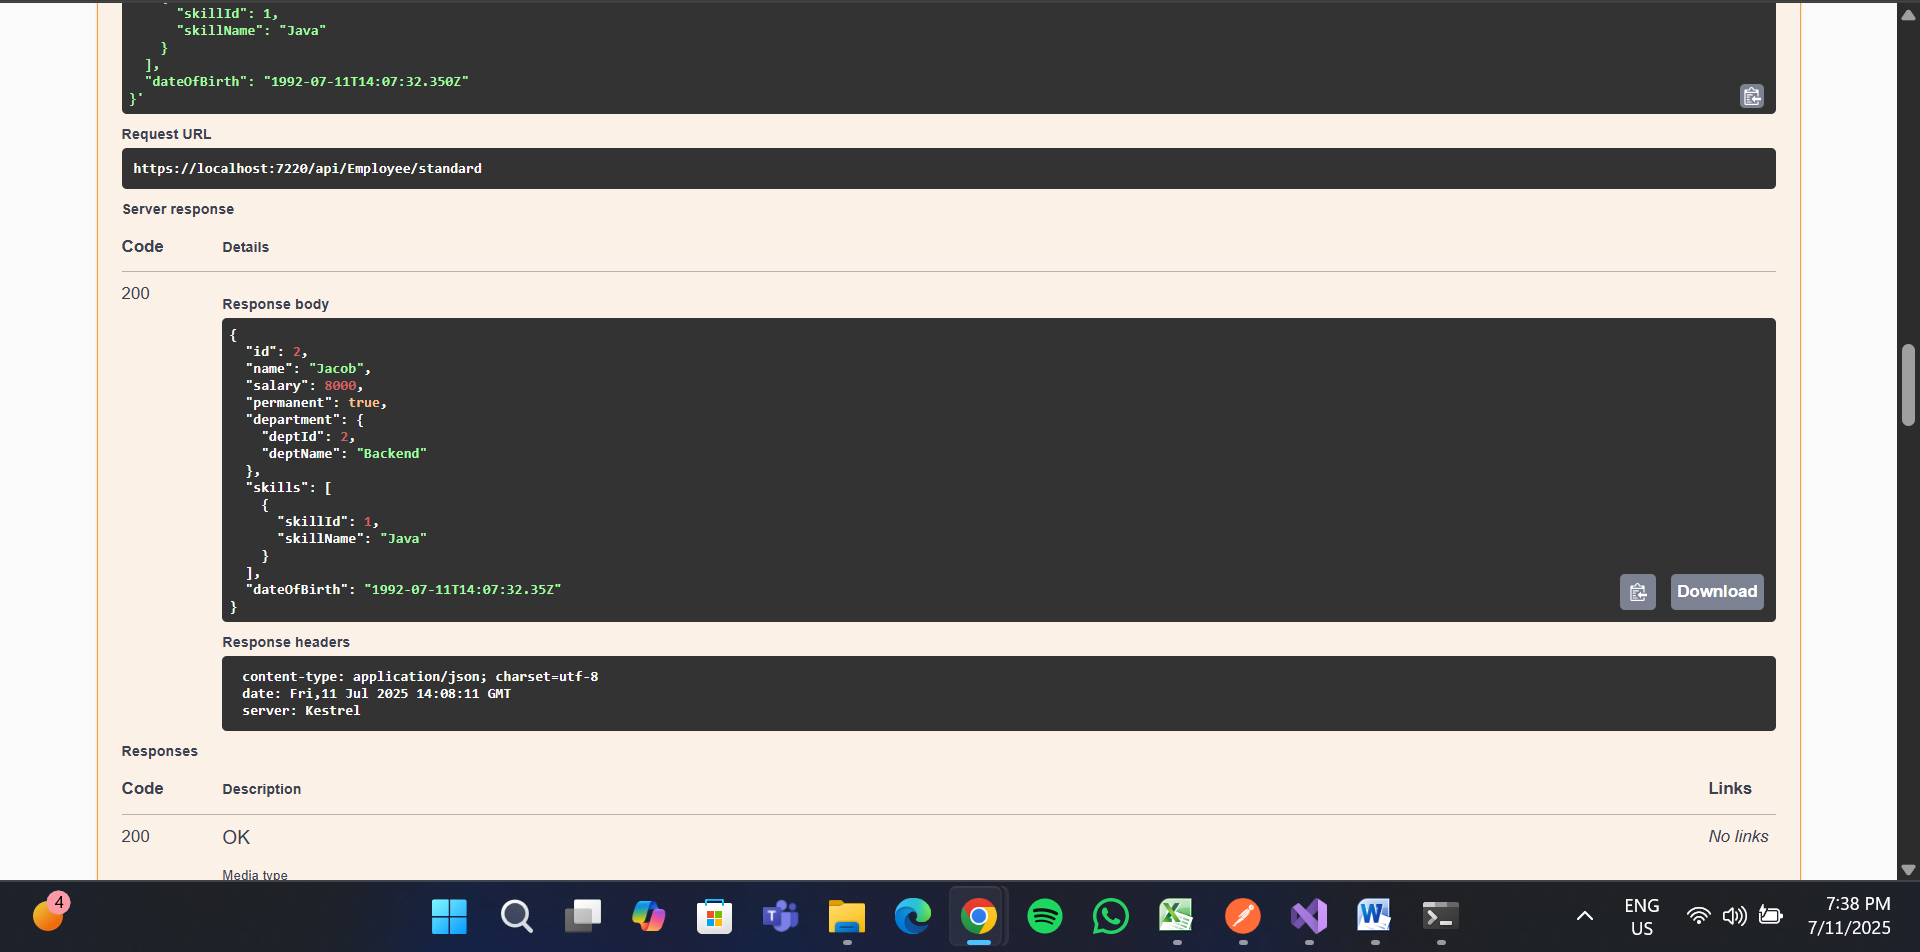 "skillId": 1,
"skillName": "Java"
}
],
"dateOfBirth": "1992-07-11T14:07:32.350Z"
}'
Request URL
https://localhost:7220/api/Employee/standard
Server response
Code Details
200
Response body
{
"id": 2,
"name": "Jacob",
"salary": 8000,
"permanent": true,
"department": {
"deptId": 2,
"deptName": "Backend"
},
"skills": [
{
"skillId": 1,
"skillName": "Java"
}
],
"dateOfBirth": "1992-07-11T14:07:32.35Z"
}
Download
Response headers
content-type: application/json; charset=utf-8
date: Fri,11 Jul 2025 14:08:11 GMT
server: Kestrel
Responses
Code Description Links
200 OK No links
Media type
4
ENG
US
7:38 PM
7/11/2025